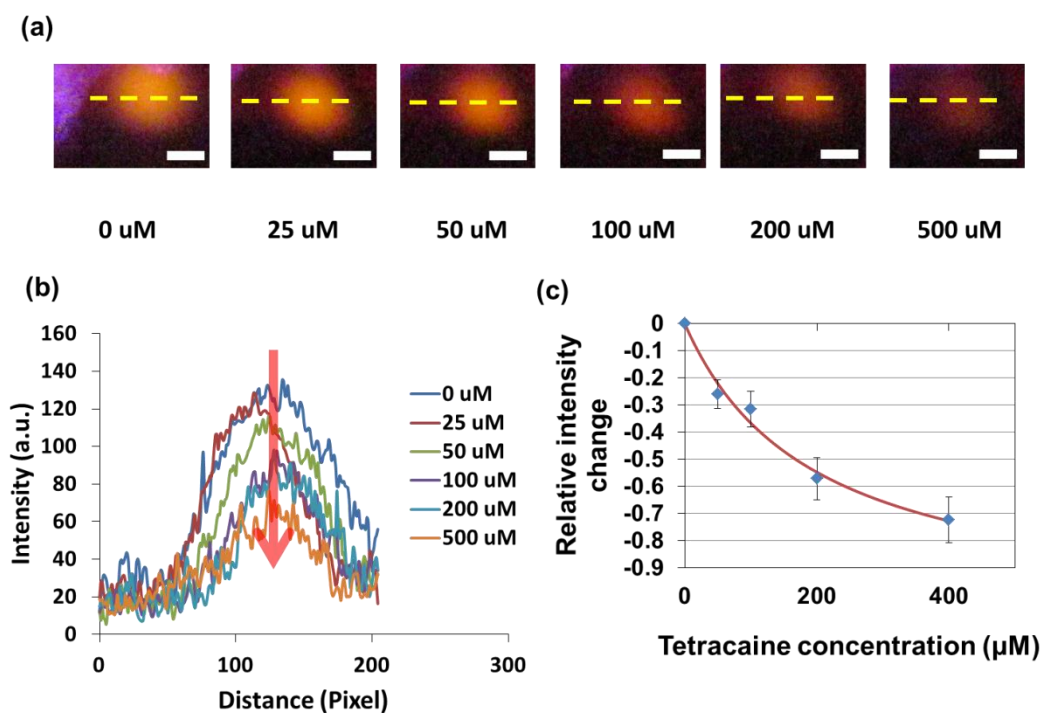 (a)
0 uM 25 uM 50 uM 100 uM 200 uM 500 uM
(b)
160
140
120
100
80
60
40
20
0
0 100 200 300
Intensity (a.u.)
Distance (Pixel)
0 uM
25 uM
50 uM
100 uM
200 uM
500 uM
(c)
0
-0.1
-0.2
-0.3
-0.4
-0.5
-0.6
-0.7
-0.8
-0.9
0 200 400
Relative intensity
change
Tetracaine concentration (µM)